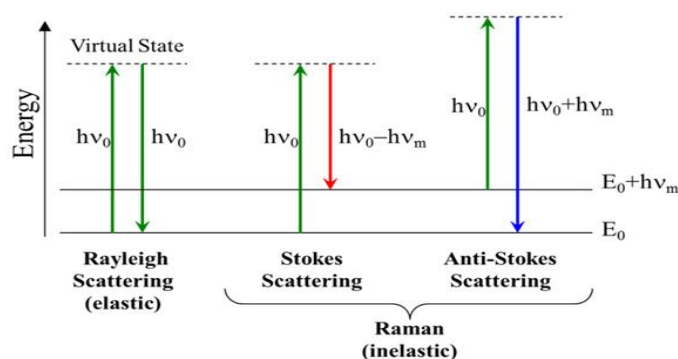 Energy
Virtual State
hν₀
hν₀
hν₀
hν₀−hνₘ
hν₀
hν₀+hνₘ
E₀+hνₘ
E₀
Rayleigh
Scattering
(elastic)
Stokes
Scattering
Anti-Stokes
Scattering
Raman
(inelastic)